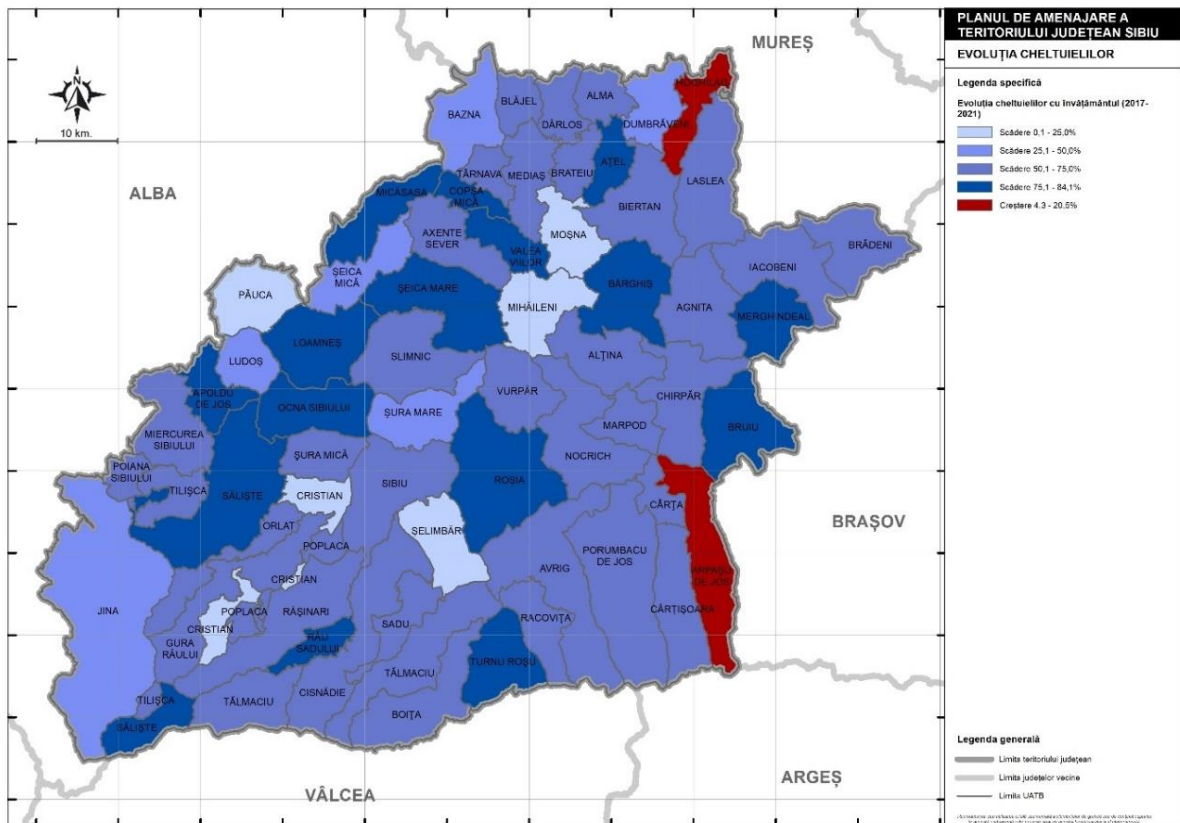 PLANUL DE AMENAJARE A
TERITORIULUI JUDEȚEAN SIBIU
EVOLUȚIA CHELTUIELILOR
Legenda specifică
Evoluția cheltuielilor cu învățământul (2017-
2021)
Scădere 0,1 - 25,0%
Scădere 25,1 - 50,0%
Scădere 50,1 - 75,0%
Scădere 75,1 - 84,1%
Creștere 4,3 - 20,5%
N
10 km.
MUREȘ
ALBA
BRAȘOV
ARGEȘ
VÂLCEA
BAZNA
BLĂJEL
ALMA
DÂRLOS
DUMBRĂVENI
HOGHILAG
AȚEL
TÂRNAVA
MEDIAȘ
BRATEIU
LASLEA
MICASASA
COPȘA
MICĂ
BIERTAN
AXENTE
SEVER
MOȘNA
VALEA
VIILOR
BRĂDENI
IACOBENI
ȘEICA
MICĂ
ȘEICA MARE
BÂRGHIȘ
PĂUCA
MIHĂILENI
AGNITA
MERGHINDEAL
LOAMNEȘ
SLIMNIC
ALȚINA
LUDOȘ
APOLDU
DE JOS
VURPĂR
CHIRPĂR
OCNA SIBIULUI
ȘURA MARE
MARPOD
BRUIU
MIERCUREA
SIBIULUI
ȘURA MICĂ
NOCRICH
POIANA
SIBIULUI
SIBIU
ROȘIA
TILIȘCA
SĂLIȘTE
CRISTIAN
CÂRȚA
ORLAT
ȘELIMBĂR
POPLACA
PORUMBACU
DE JOS
AVRIG
ARPAȘU
DE JOS
CRISTIAN
JINA
POPLACA
RĂȘINARI
CÂRȚIȘOARA
CRISTIAN
SADU
RACOVIȚA
GURA
RÂULUI
RÂU
SADULUI
TURNU ROȘU
TĂLMACIU
TILIȘCA
TĂLMACIU
CISNĂDIE
BOIȚA
SĂLIȘTE
Legenda generală
Limita teritoriului județean
Limita județelor vecine
Limita UATB